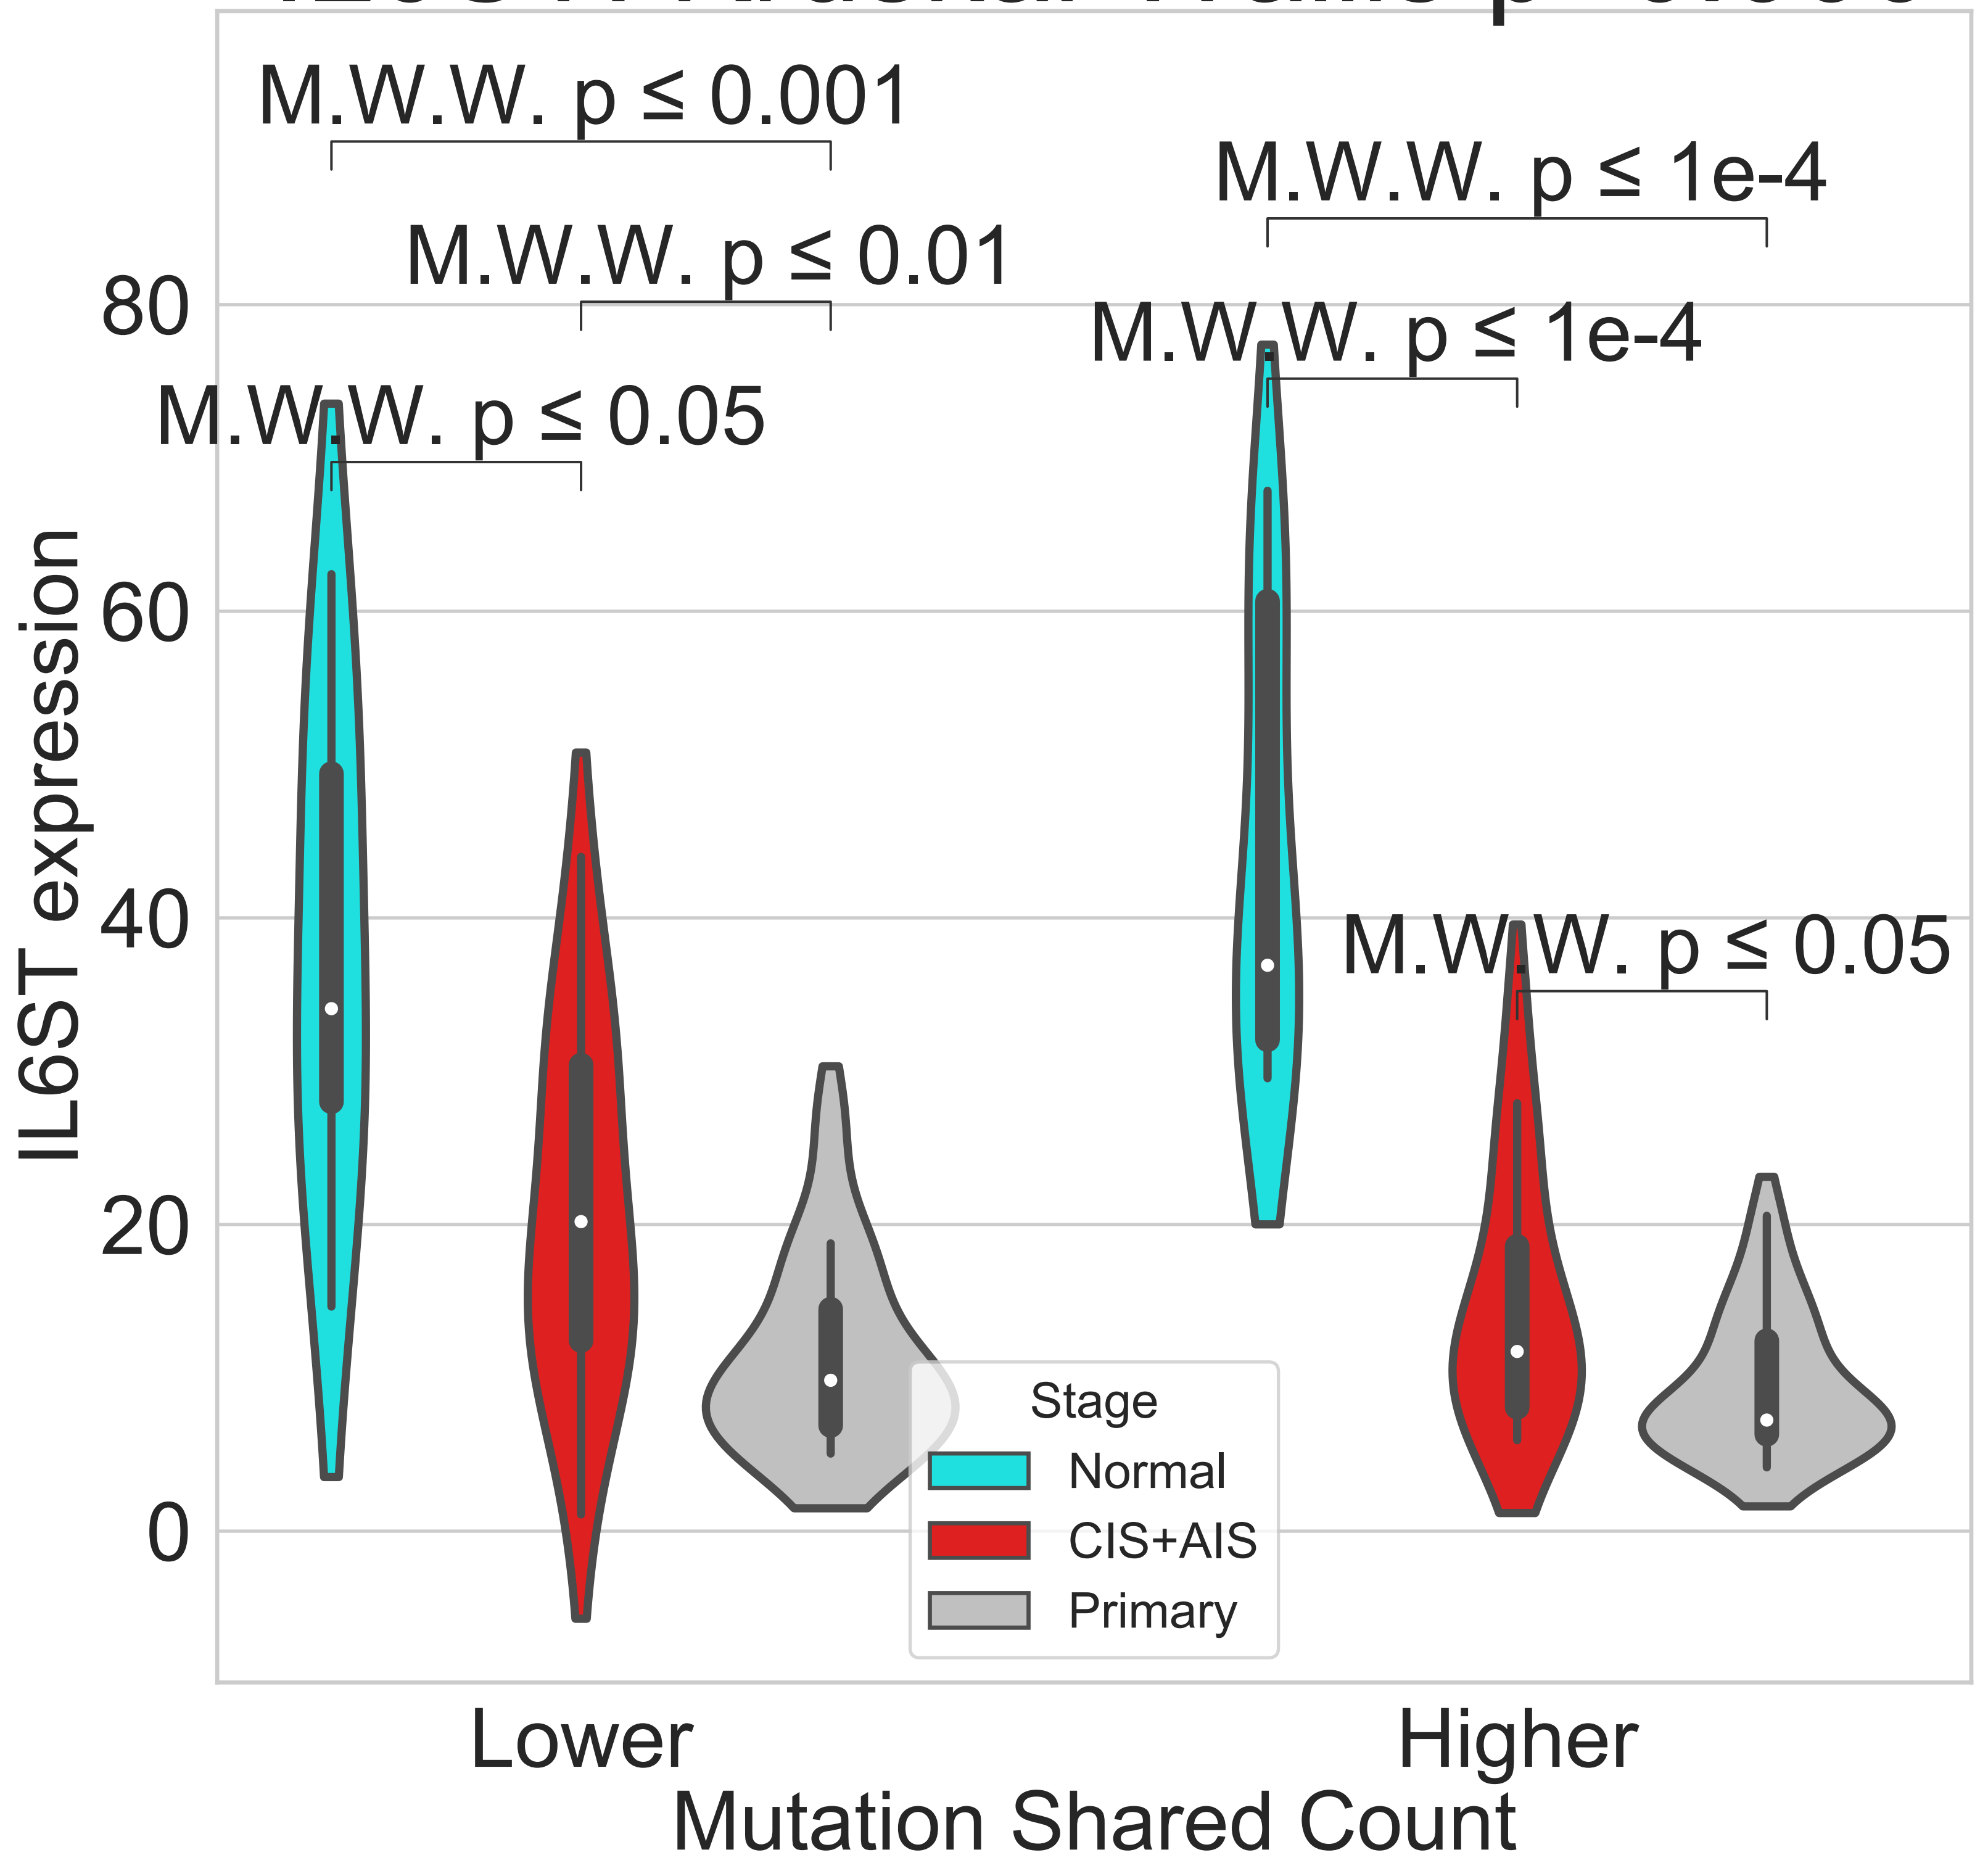 M.W.W. p ≤ 0.001
M.W.W. p ≤ 1e-4
M.W.W. p ≤ 0.01
M.W.W. p ≤ 1e-4
M.W.W. p ≤ 0.05
M.W.W. p ≤ 0.05
80
60
40
20
0
IL6ST expression
Stage
Normal
CIS+AIS
Primary
Lower
Higher
Mutation Shared Count